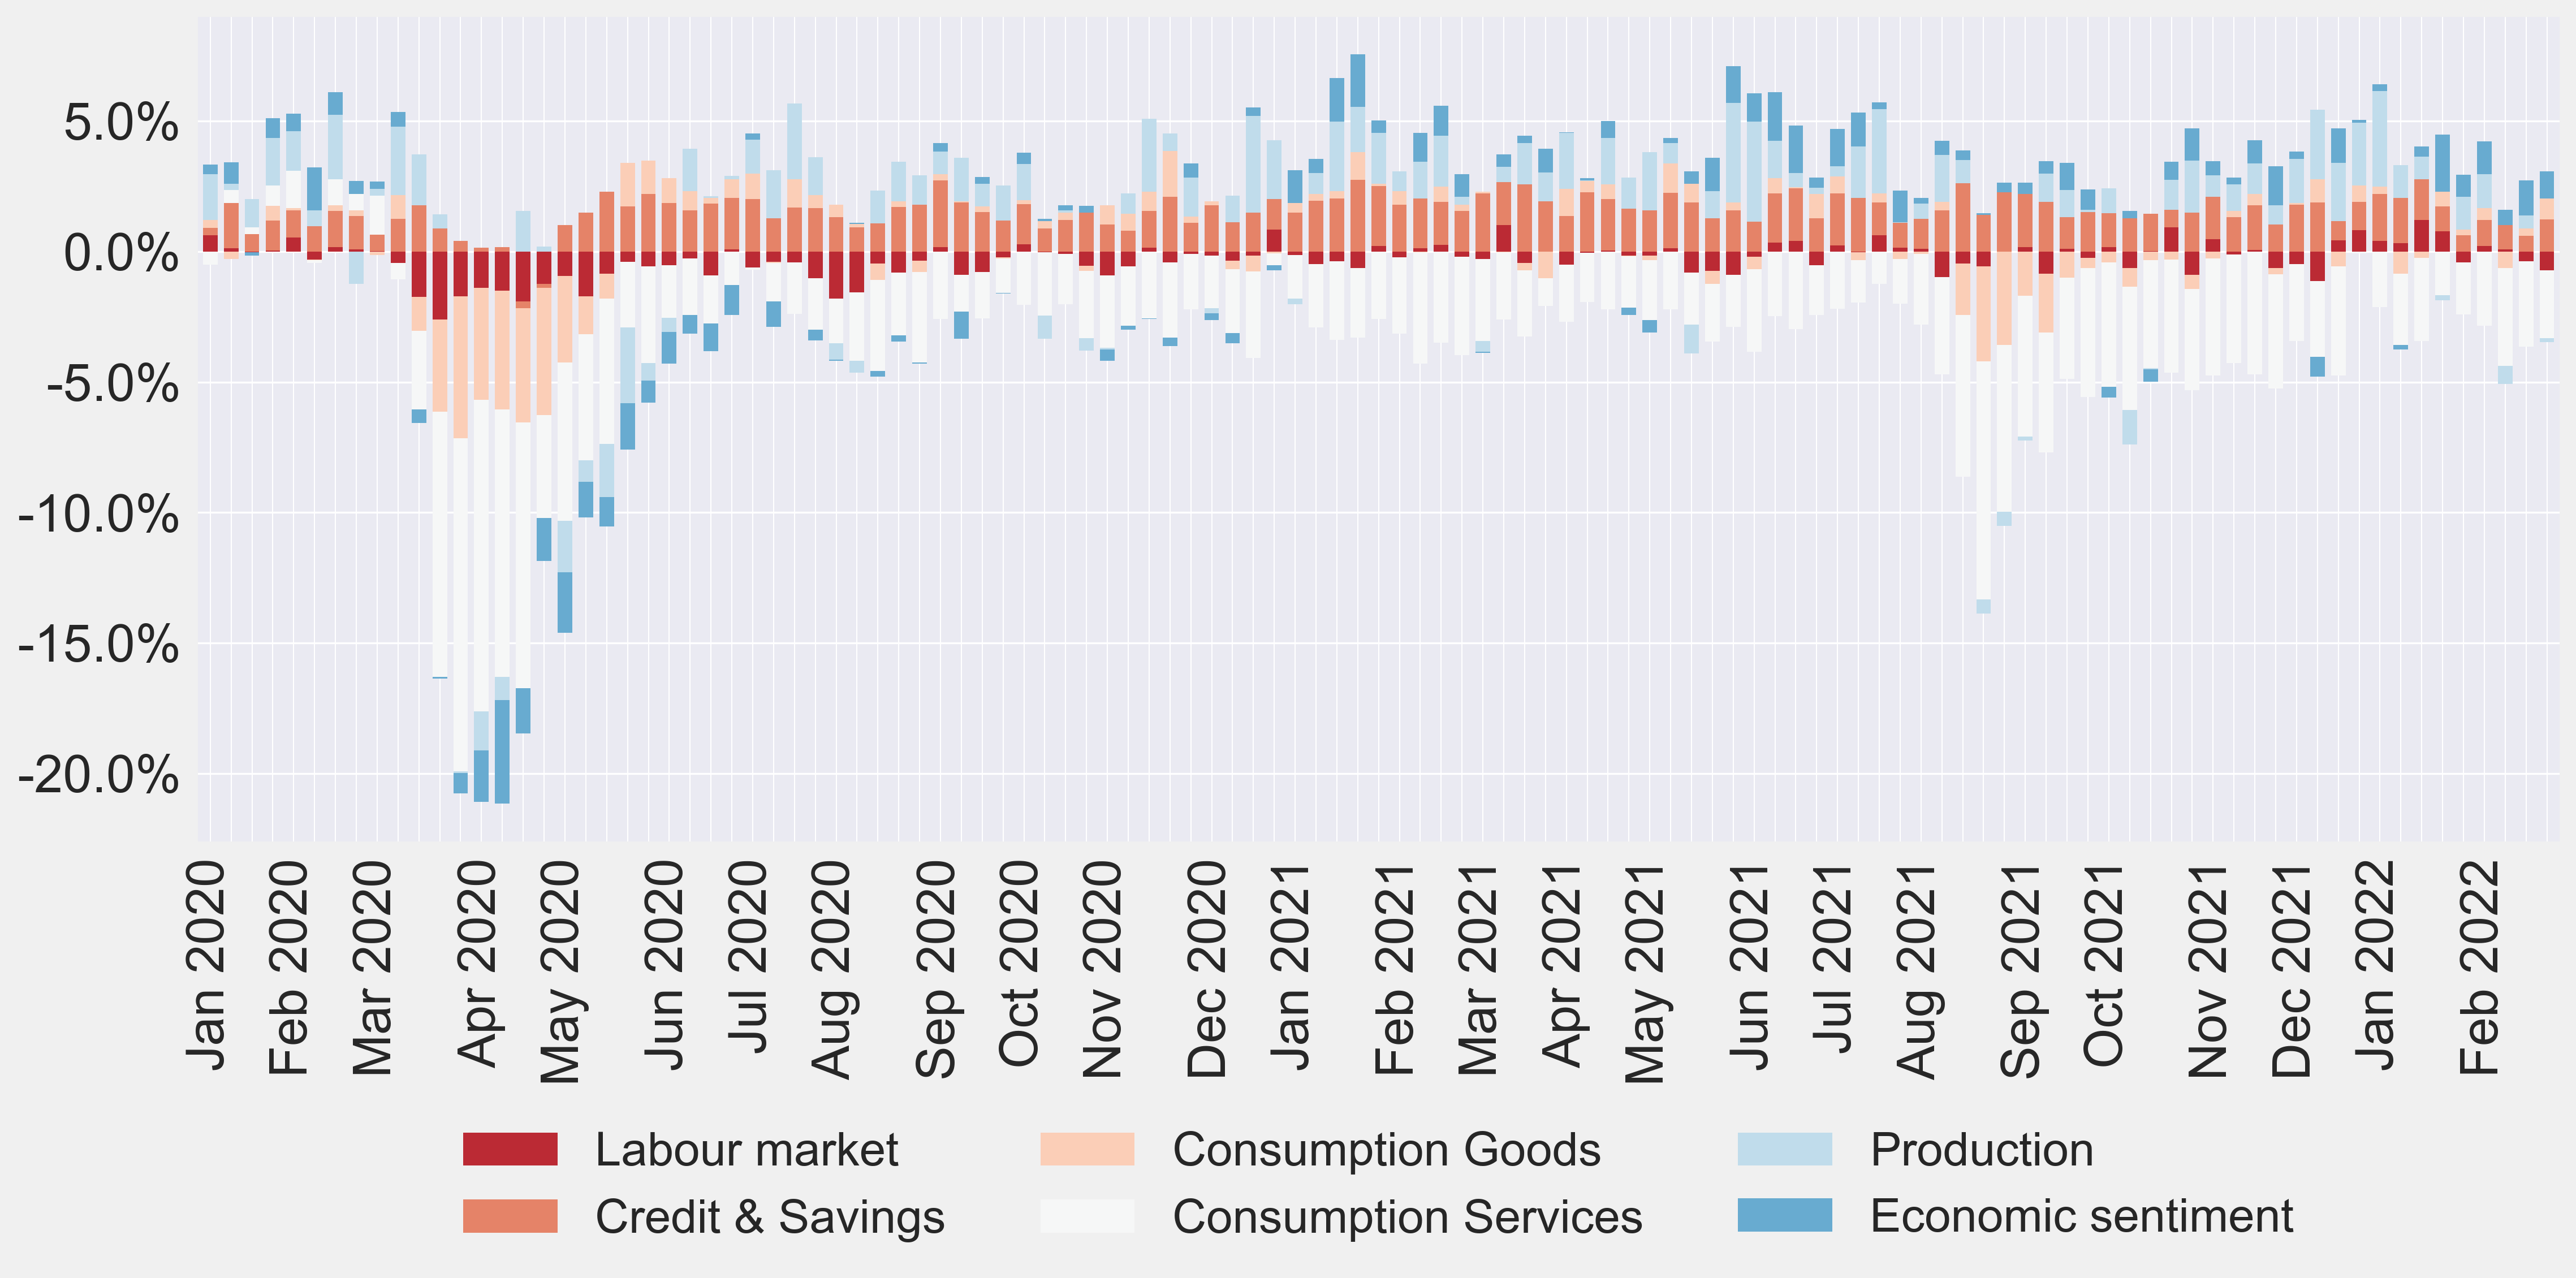 5.0%
0.0%
-5.0%
-10.0%
-15.0%
-20.0%
Jan 2020
Feb 2020
Mar 2020
Apr 2020
May 2020
Jun 2020
Jul 2020
Aug 2020
Sep 2020
Oct 2020
Nov 2020
Dec 2020
Jan 2021
Feb 2021
Mar 2021
Apr 2021
May 2021
Jun 2021
Jul 2021
Aug 2021
Sep 2021
Oct 2021
Nov 2021
Dec 2021
Jan 2022
Feb 2022
Labour market
Consumption Goods
Production
Credit & Savings
Consumption Services
Economic sentiment